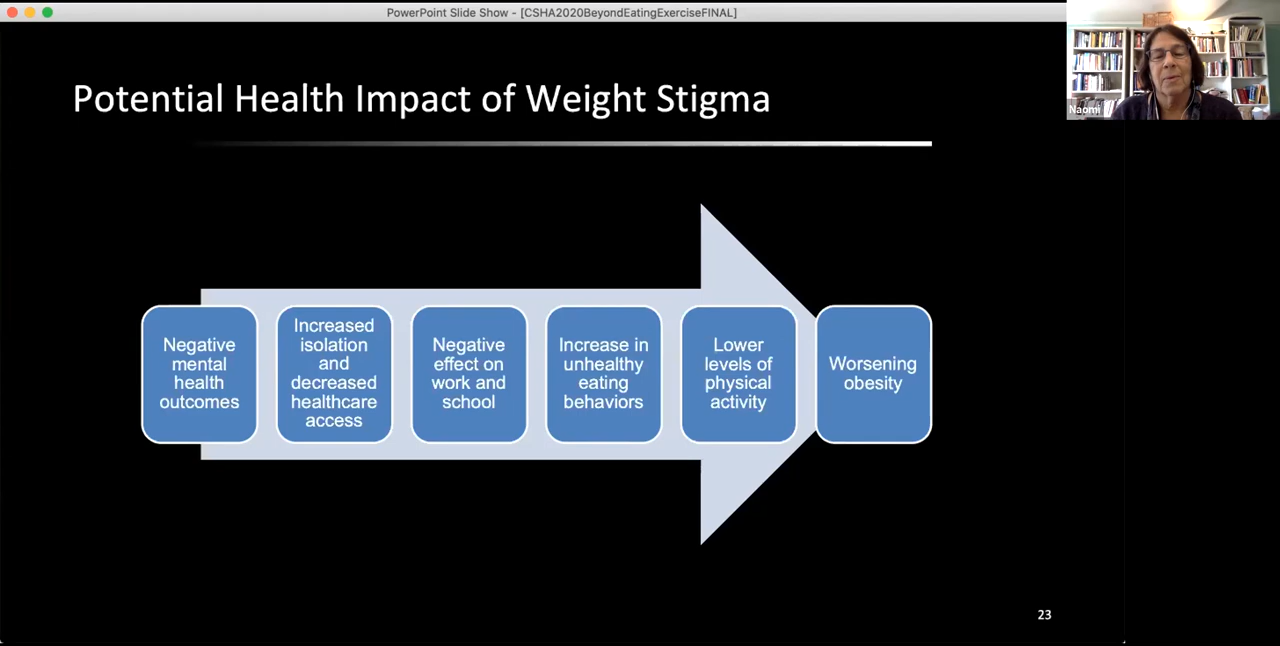 PowerPoint Slide Show - [CSHA2020BeyondEatingExerciseFINAL]
Naomi
Potential Health Impact of Weight Stigma
Negative
mental
health
outcomes
Increased
isolation
and
decreased
healthcare
access
Negative
effect on
work and
school
Increase in
unhealthy
eating
behaviors
Lower
levels of
physical
activity
Worsening
obesity
23